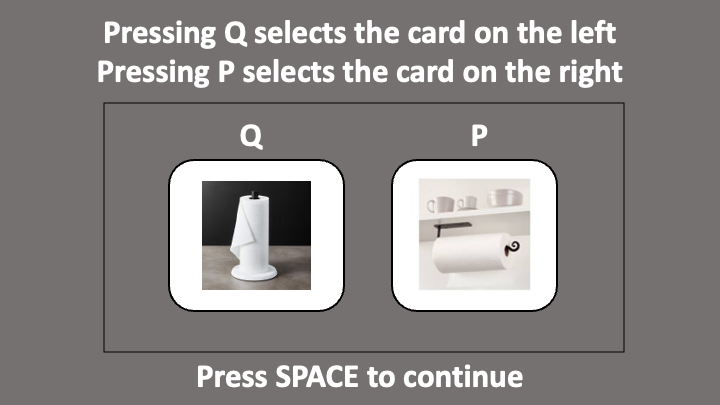 Pressing Q selects the card on the left
Pressing P selects the card on the right
Q P
Press SPACE to continue